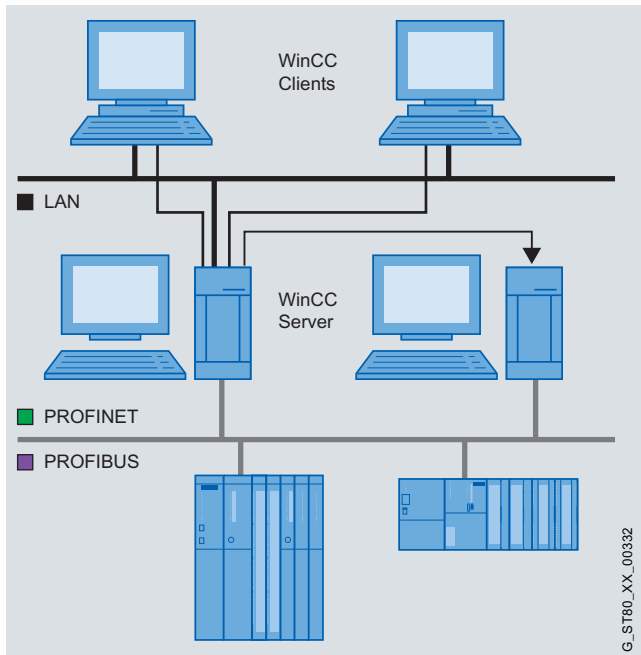 WinCC
Clients
LAN
WinCC
Server
PROFINET
PROFIBUS
G_ST80_XX_00332